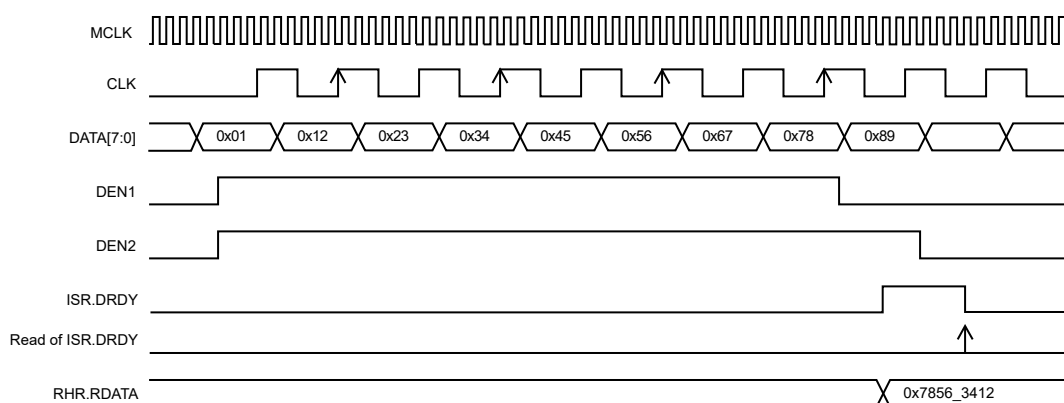 MCLK
CLK
DATA[7:0] 0x01 0x12 0x23 0x34 0x45 0x56 0x67 0x78 0x89
DEN1
DEN2
ISR.DRDY
Read of ISR.DRDY
RHR.RDATA 0x7856_3412